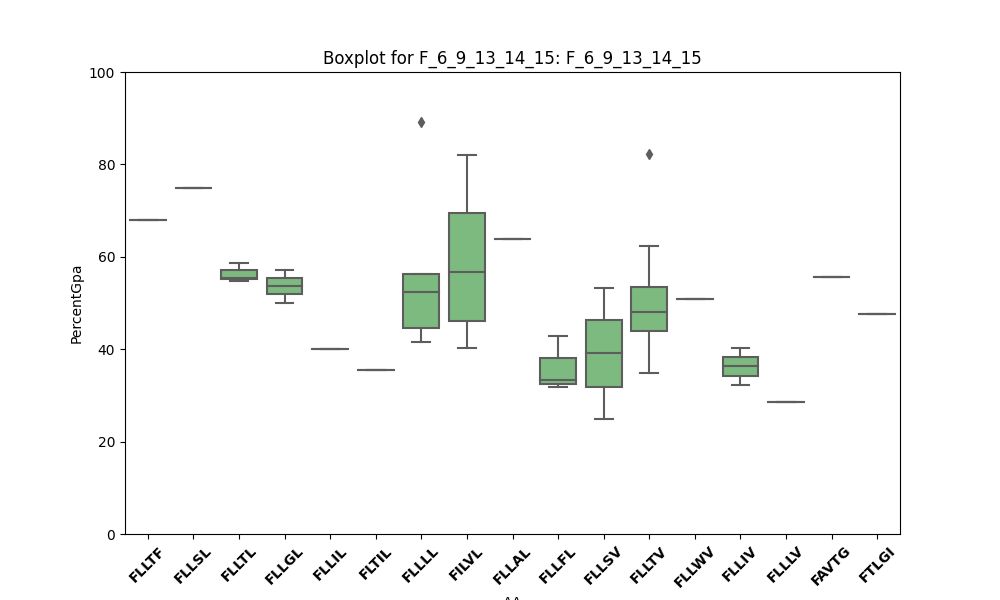 Boxplot for F_6_9_13_14_15: F_6_9_13_14_15
100
80
60
40
20
0
PercentGpa
FLLTF FLLSL FLLTL FLLGL FLLIL FLTIL FLLLL FILVL FLLAL FLLFL FLLSV FLLTV FLLWV FLLIV FLLLV FAVTG FTLGI